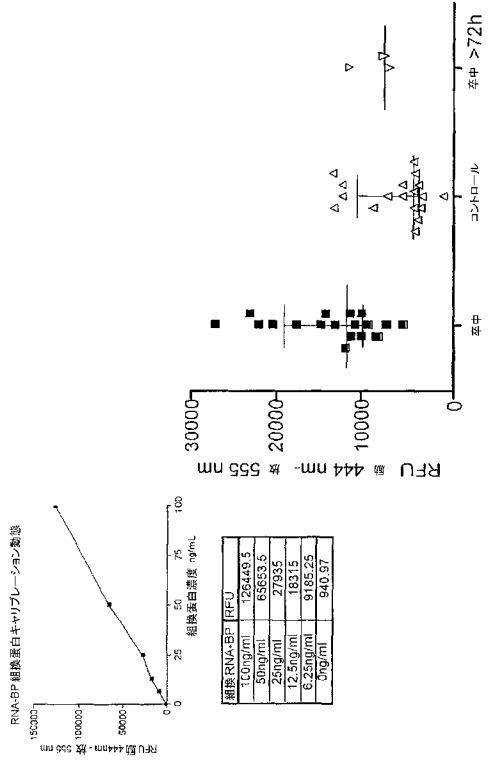 RNA-BP 組換蛋白キャリブレーション動態
RFU 励 444 nm - 放 555 nm
150000
100000
50000
0
0
25
50
75
100
組換蛋白濃度 ng/mL
組換 RNA-BP RFU
100ng/ml 126449.5
50ng/ml 65653.5
25ng/ml 27935
12.5ng/ml 18315
6.25ng/ml 9185.25
0ng/ml 940.97
RFU 励 444 nm- 放 555 nm
30000
20000
10000
0
卒中
コントロール
卒中 >72h